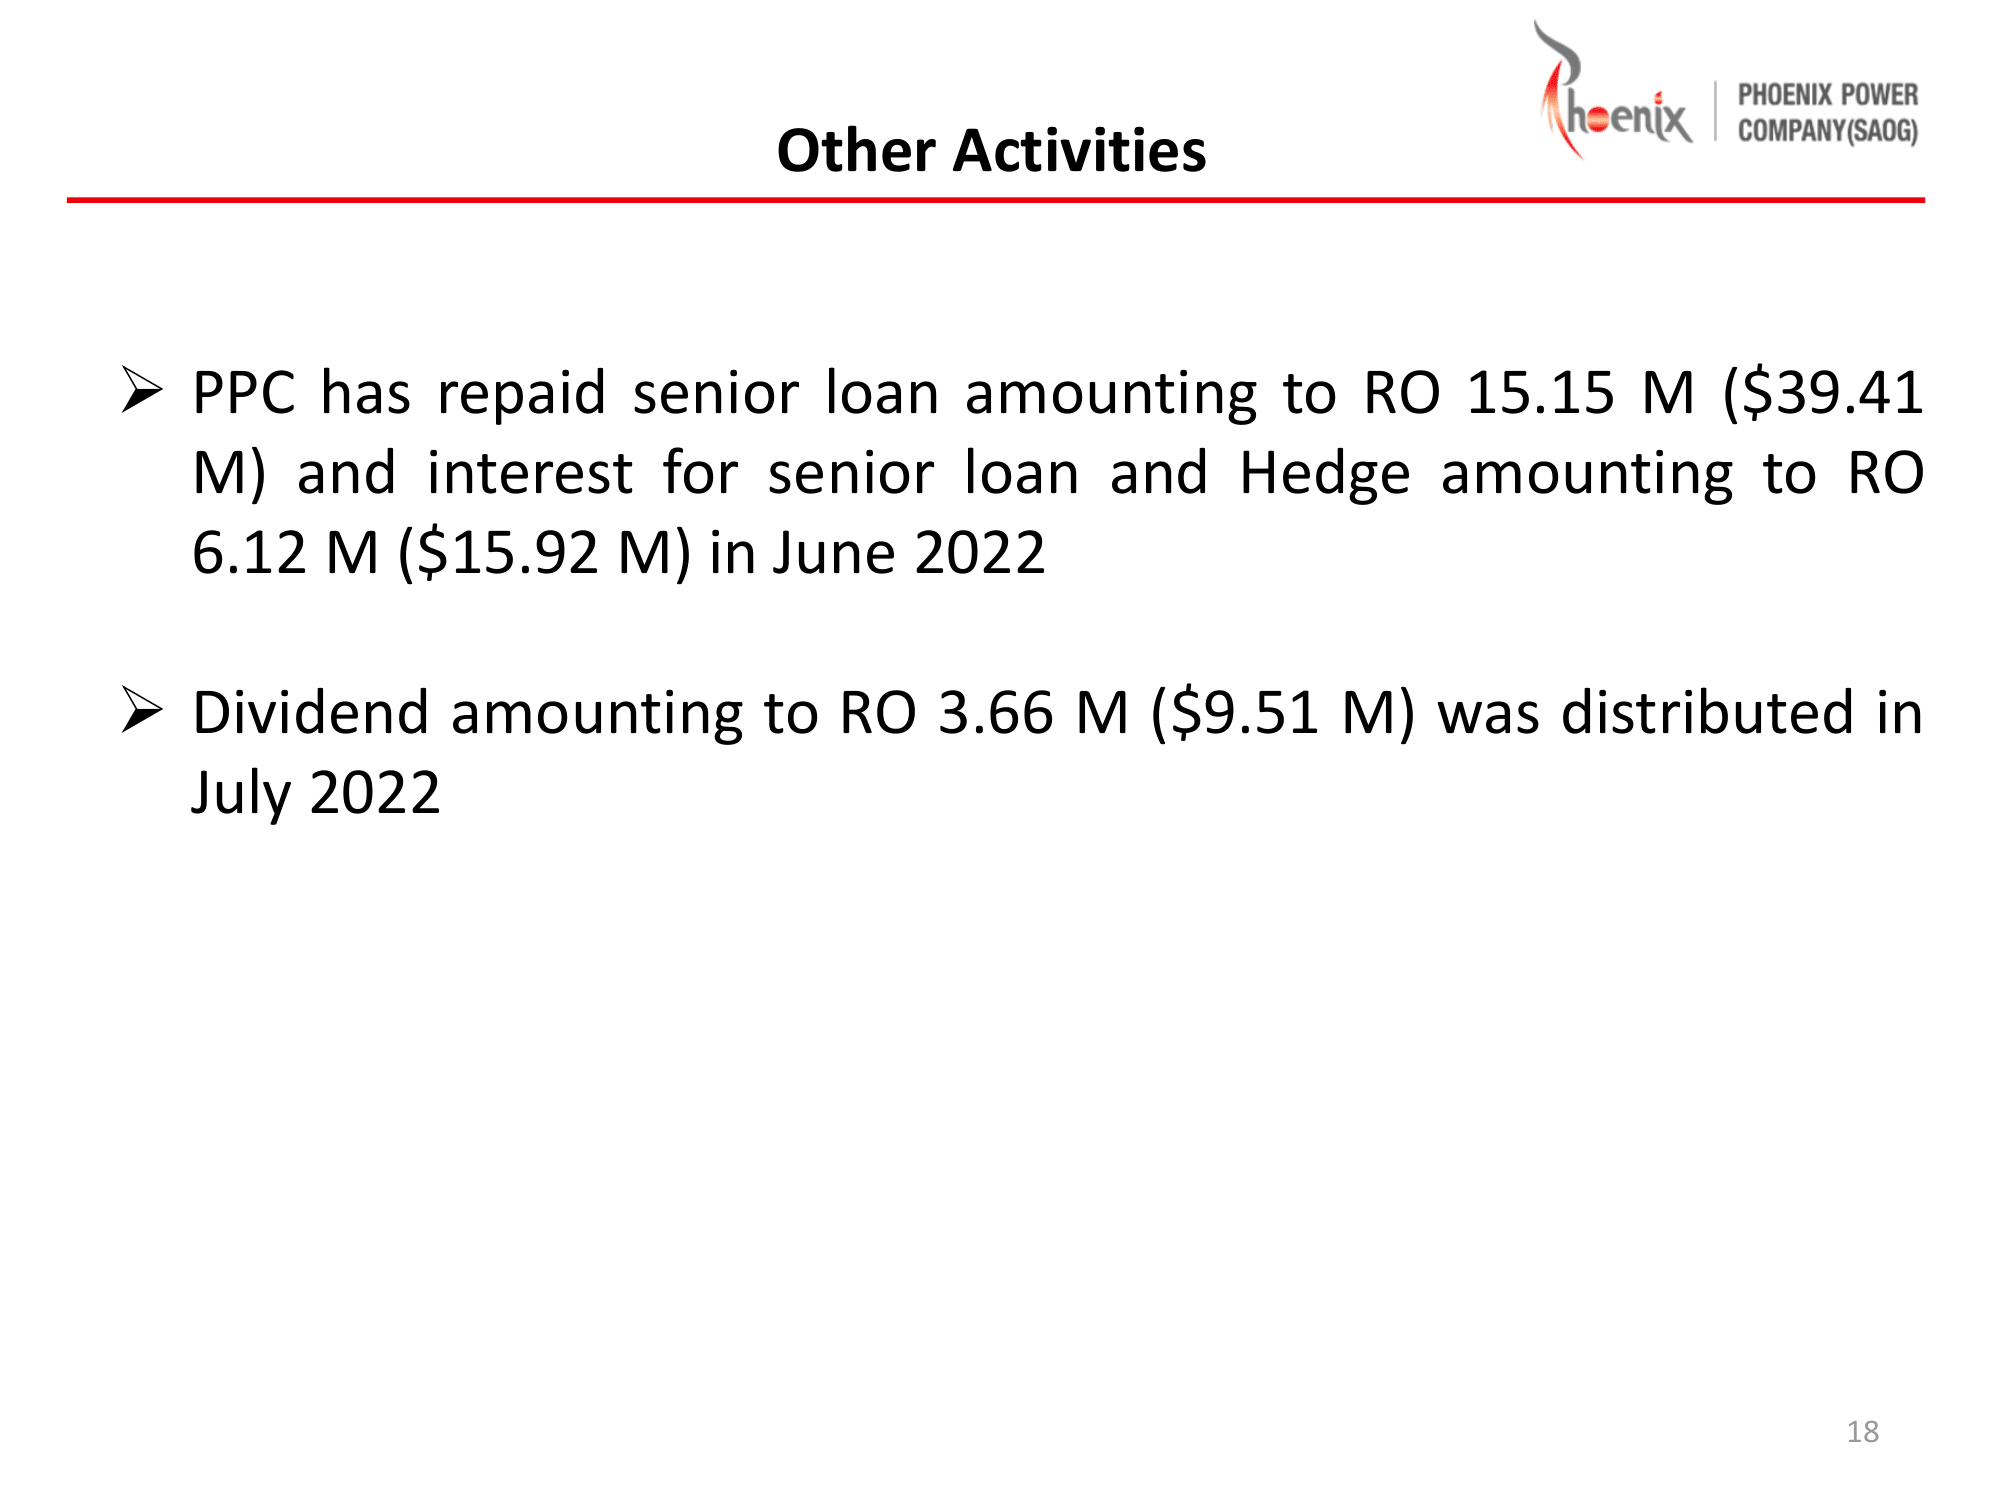 Phoenix
PHOENIX POWER
COMPANY(SAOG)
Other Activities
➢ PPC has repaid senior loan amounting to RO 15.15 M ($39.41
M) and interest for senior loan and Hedge amounting to RO
6.12 M ($15.92 M) in June 2022
➢ Dividend amounting to RO 3.66 M ($9.51 M) was distributed in
July 2022
18